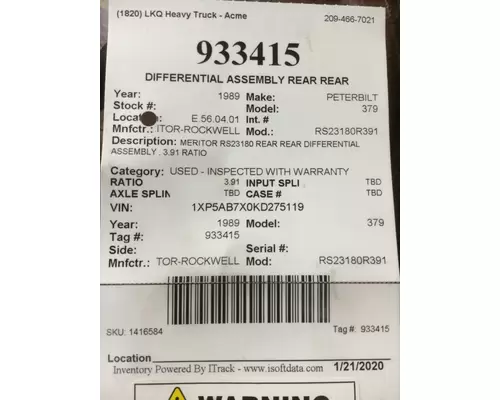 (1820) LKQ Heavy Truck - Acme 209-466-7021
933415
DIFFERENTIAL ASSEMBLY REAR REAR
Year: 1989 Make: PETERBILT
Stock #: Model: 379
Locat n: E.56.04.01 Int. #
Mnfctr.: ITOR-ROCKWELL Mod.: RS23180R391
Description: MERITOR RS23180 REAR REAR DIFFERENTIAL
ASSEMBLY , 3.91 RATIO
Category: USED - INSPECTED WITH WARRANTY
RATIO 3.91 INPUT SPLI TBD
AXLE SPLIN TBD CASE # TBD
VIN: 1XP5AB7X0KD275119
Year: 1989 Model: 379
Tag #: 933415
Side: Serial #:
Mnfctr.: TOR-ROCKWELL Mod: RS23180R391
SKU: 1416584 Tag #: 933415
Location
Inventory Powered By ITrack - www.isoftdata.com 1/21/2020
WARNING